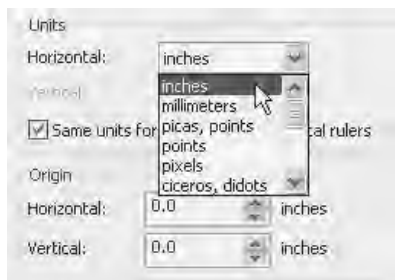 Units
Horizontal: inches
Vertical:
inches
millimeters
Same units for
picas, points
cal rulers
points
pixels
Origin
ciceros, didots
Horizontal: 0.0 inches
Vertical: 0.0 inches